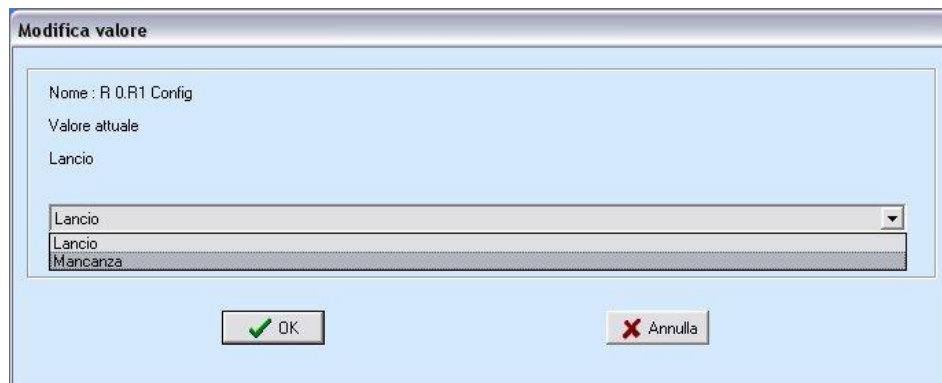 Modifica valore
Nome : R 0.R1 Config
Valore attuale
Lancio
Lancio
Lancio
Mancanza
OK
Annulla